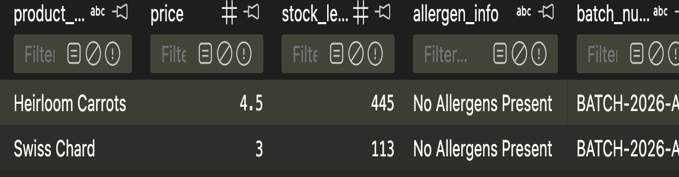 product_... abc price # stock_le... # allergen_info abc batch_nu... abc
Filter Filte Filte Filter... Filter
Heirloom Carrots 4.5 445 No Allergens Present BATCH-2026-A
Swiss Chard 3 113 No Allergens Present BATCH-2026-A